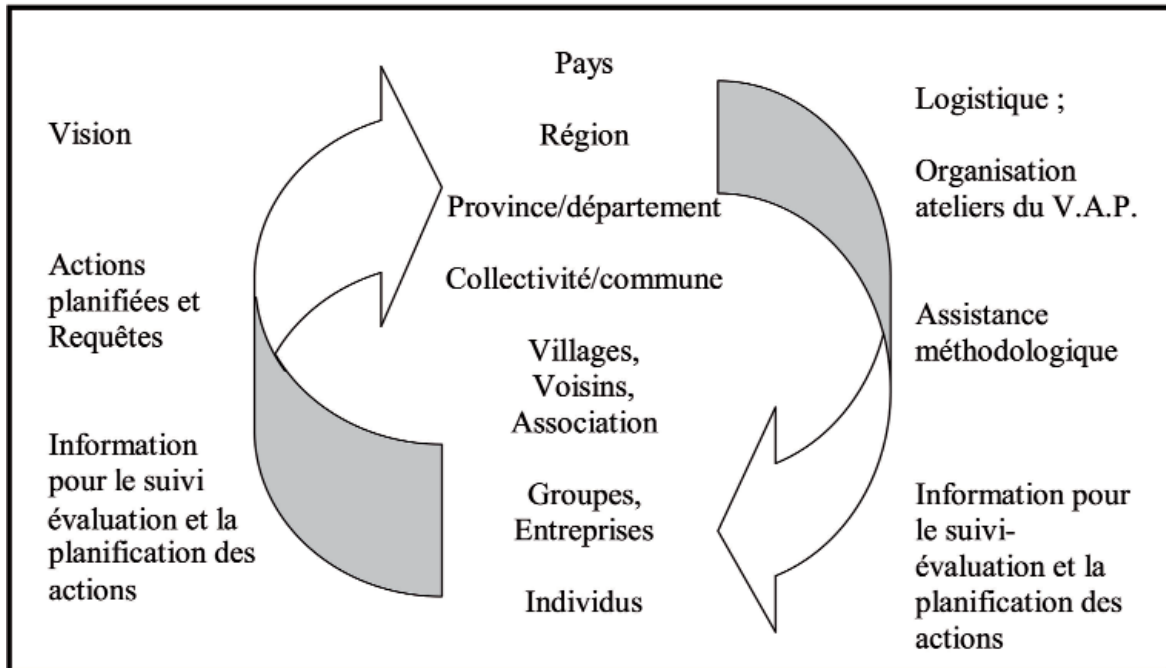 Vision
Actions
planifiées et
Requêtes
Information
pour le suivi
évaluation et la
planification des
actions
Pays
Région
Province/département
Collectivité/commune
Villages,
Voisins,
Association
Groupes,
Entreprises
Individus
Logistique ;
Organisation
ateliers du V.A.P.
Assistance
méthodologique
Information pour
le suivi-
évaluation et la
planification des
actions